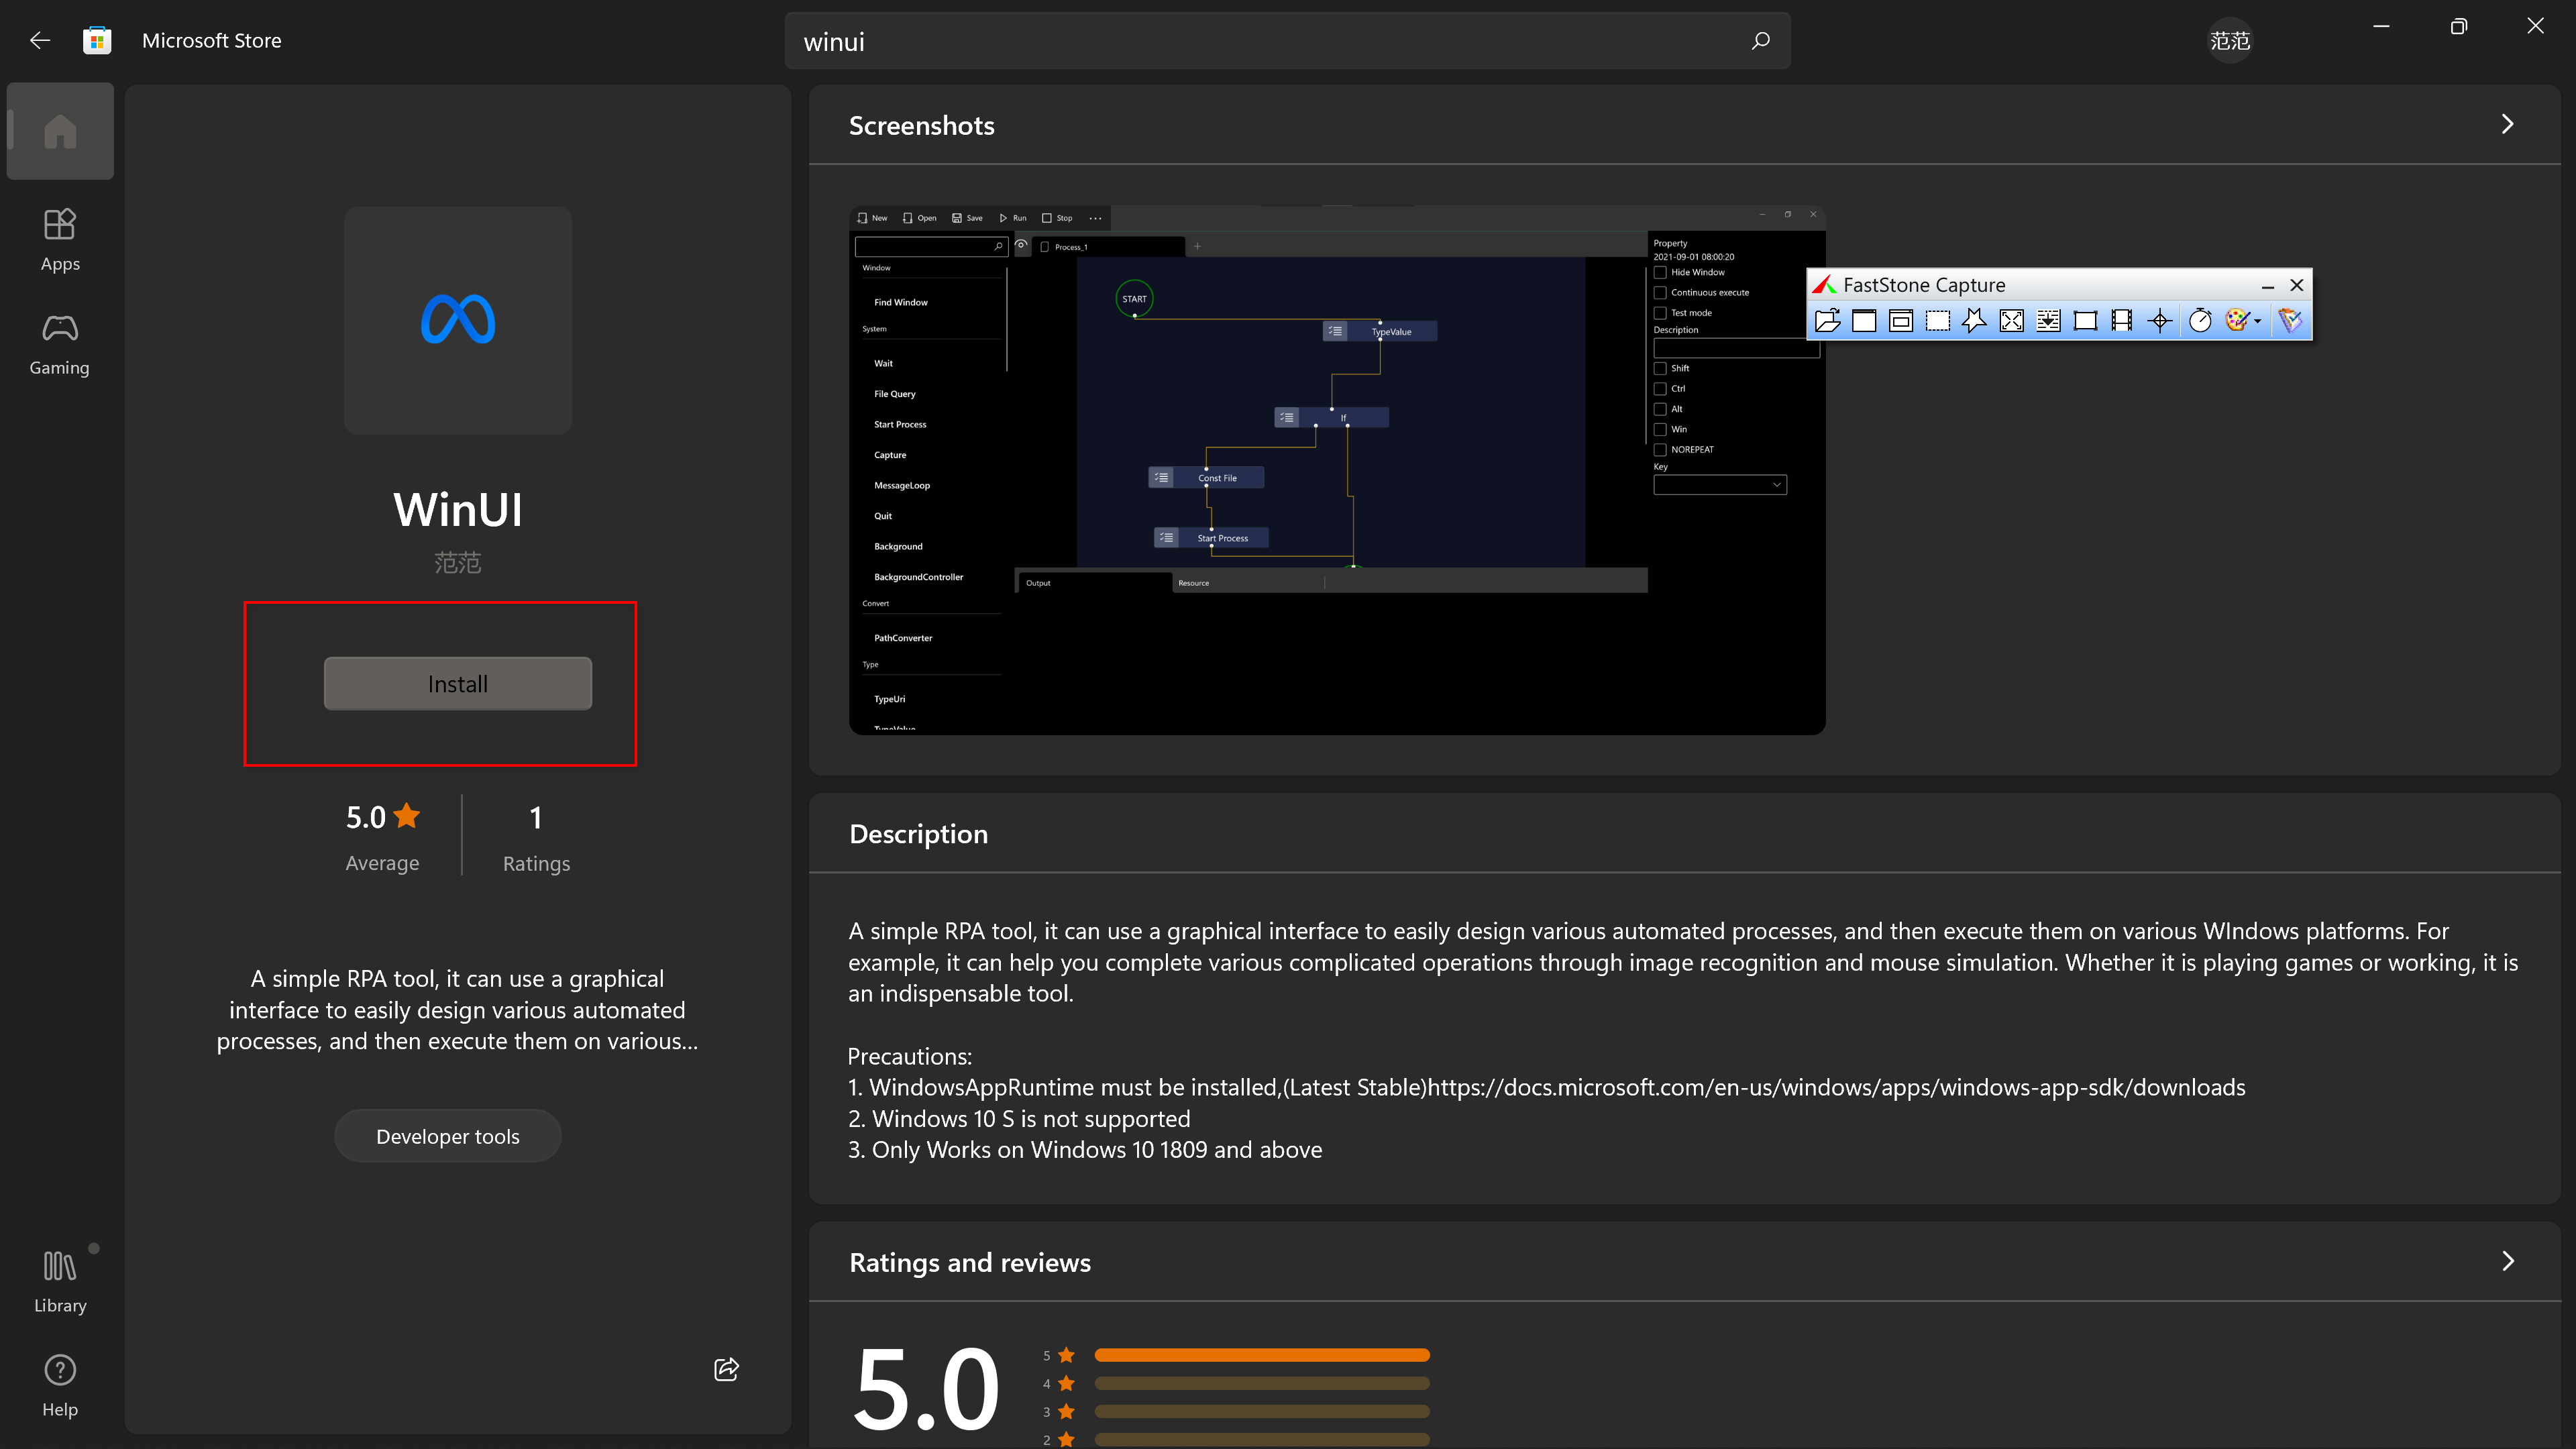 Microsoft Store
winui
范范
Apps
Gaming
Library
Help
WinUI
范范
Install
5.0
Average
1
Ratings
A simple RPA tool, it can use a graphical
interface to easily design various automated
processes, and then execute them on various...
Developer tools
Screenshots
New Open Save Run Stop
Process_1
Window
Find Window
System
Wait
File Query
Start Process
Capture
MessageLoop
Quit
Background
BackgroundController
Convert
PathConverter
Type
TypeUri
TypeValue
START
TypeValue
If
Const File
Start Process
Output
Resource
Property
2021-09-01 08:00:20
Hide Window
Continuous execute
Test mode
Description
Shift
Ctrl
Alt
Win
NOREPEAT
Key
FastStone Capture
Description
A simple RPA tool, it can use a graphical interface to easily design various automated processes, and then execute them on various WIndows platforms. For
example, it can help you complete various complicated operations through image recognition and mouse simulation. Whether it is playing games or working, it is
an indispensable tool.
Precautions:
1. WindowsAppRuntime must be installed,(Latest Stable)https://docs.microsoft.com/en-us/windows/apps/windows-app-sdk/downloads
2. Windows 10 S is not supported
3. Only Works on Windows 10 1809 and above
Ratings and reviews
5.0
5
4
3
2